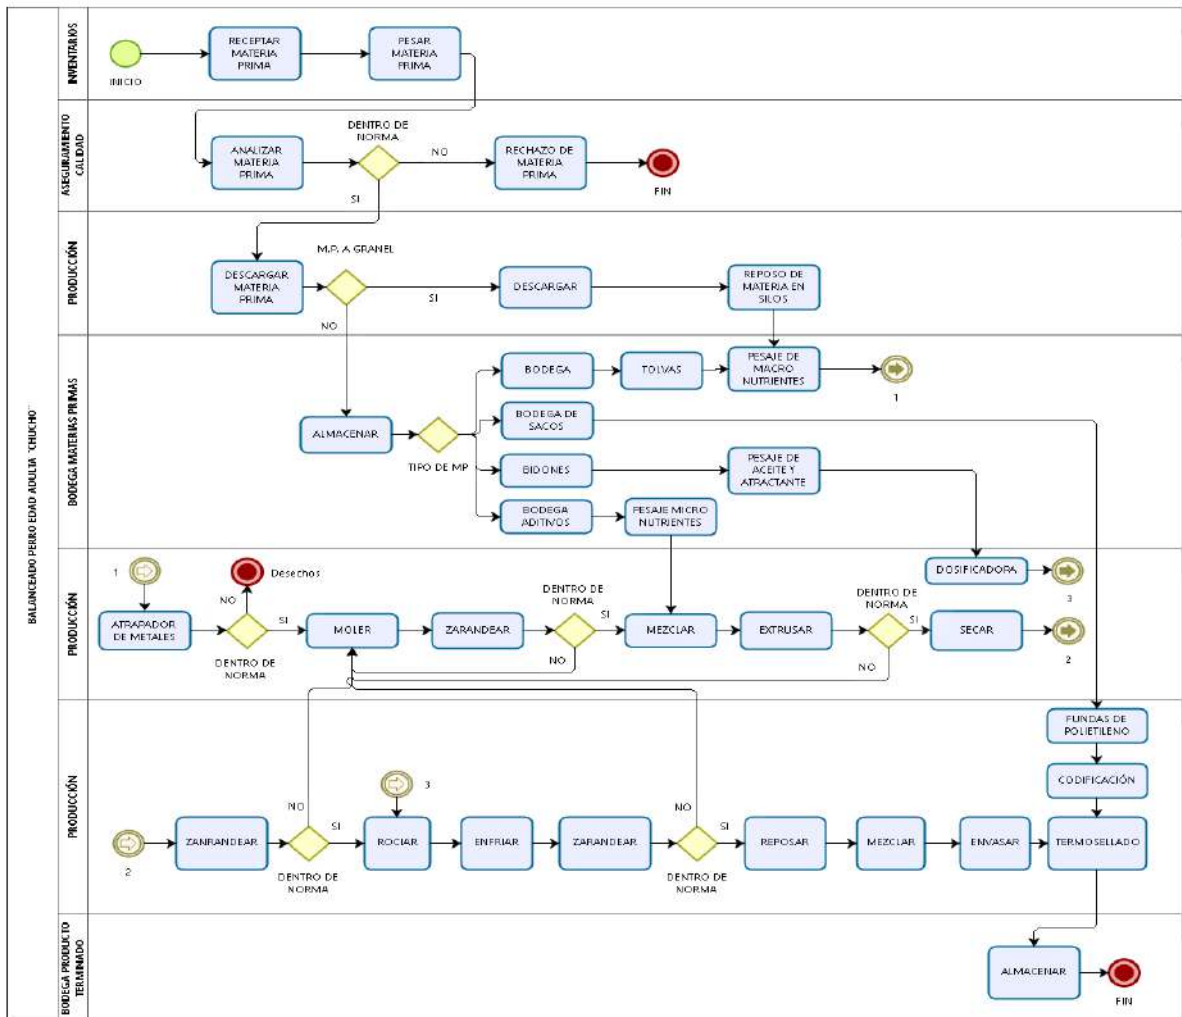 BALANCEADO PERRO EDAD ADULTA "CHUCHO"
INVENTARIOS
INICIO
RECEPTAR
MATERIA
PRIMA
PESAR
MATERIA
PRIMA
ASEGURAMIENTO
CALIDAD
ANALIZAR
MATERIA
PRIMA
DENTRO DE
NORMA
NO
SI
RECHAZO DE
MATERIA
PRIMA
FIN
PRODUCCIÓN
DESCARGAR
MATERIA
PRIMA
M.P. A GRANEL
SI
NO
DESCARGAR
REPOSO DE
MATERIA EN
SILOS
BODEGA MATERIAS PRIMAS
ALMACENAR
TIPO DE MP
BODEGA
TOLVAS
PESAJE DE
MACRO
NUTRIENTES
1
BODEGA DE
SACOS
BIDONES
PESAJE DE
ACEITE Y
ATRACTANTE
BODEGA
ADITIVOS
PESAJE MICRO
NUTRIENTES
PRODUCCIÓN
1
ATRAPADOR
DE METALES
NO
Desechos
DENTRO DE
NORMA
SI
MOLER
ZARANDEAR
DENTRO DE
NORMA
SI
NO
MEZCLAR
EXTRUSAR
DENTRO DE
NORMA
SI
NO
SECAR
2
DOSIFICADORA
3
PRODUCCIÓN
2
ZANRANDEAR
NO
SI
DENTRO DE
NORMA
3
ROCIAR
ENFRIAR
ZARANDEAR
NO
SI
DENTRO DE
NORMA
REPOSAR
MEZCLAR
ENVASAR
FUNDAS DE
POLIETILENO
CODIFICACIÓN
TERMOSELLADO
BODEGA PRODUCTO
TERMINADO
ALMACENAR
FIN